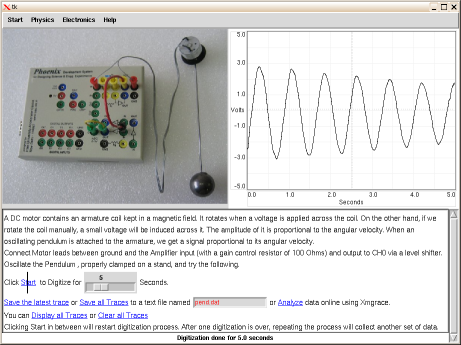 tk
Start Physics Electronics Help
Phoenix
5.0
3.0
1.0
Volts
-1.0
-3.0
-5.0
0.0 1.0 2.0 3.0 4.0 5.0
Seconds
A DC motor contains an armature coil kept in a magnetic field. It rotates when a voltage is applied across the coil. On the other hand, if we
rotate the coil manually, a small voltage will be induced across it. The amplitude of it is proportional to the angular velocity. When an
oscillating pendulum is attached to the armature, we get a signal proportional to its angular velocity.
Connect Motor leads between ground and the Amplifier input (with a gain control resistor of 100 Ohms) and output to CH0 via a level shifter.
Oscillate the Pendulum , properly clamped on a stand, and try the following.
5
Click Start to Digitize for Seconds.
Save the latest trace or Save all Traces to a text file named pend.dat or Analyze data online using Xmgrace.
You can Display all Traces or Clear all Traces
Clicking Start in between will restart digitization process. After one digitization is over, repeating the process will collect another set of data.
Digitization done for 5.0 seconds